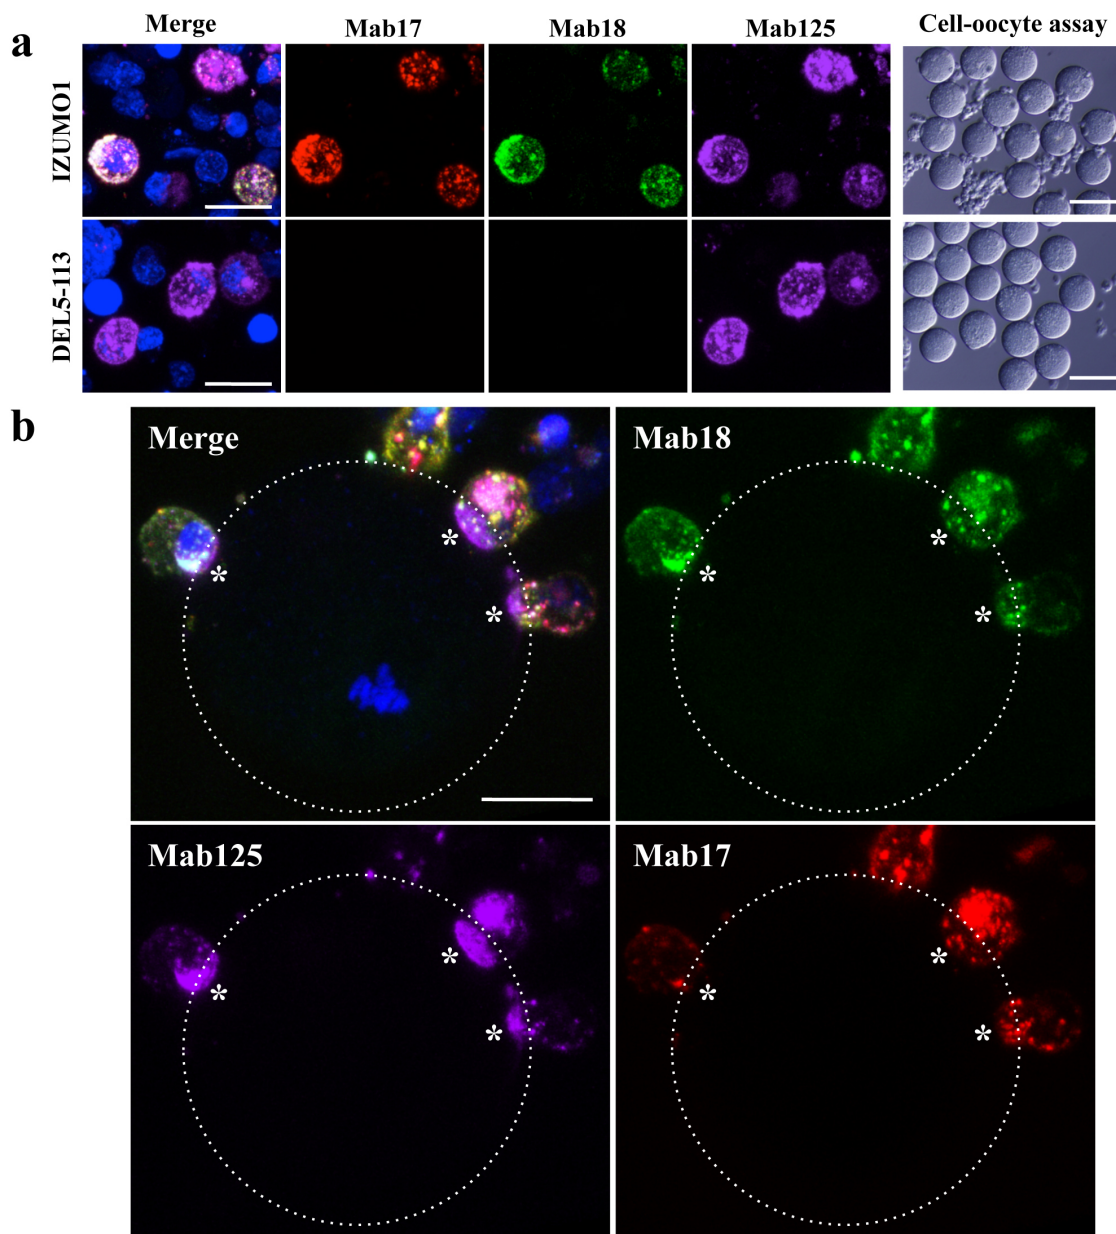 a
Merge Mab17 Mab18 Mab125 Cell-oocyte assay
IZUMO1
DEL5-113
b
Merge
Mab18
*
*
*
*
*
*
Mab125
Mab17
*
*
*
*
*
*